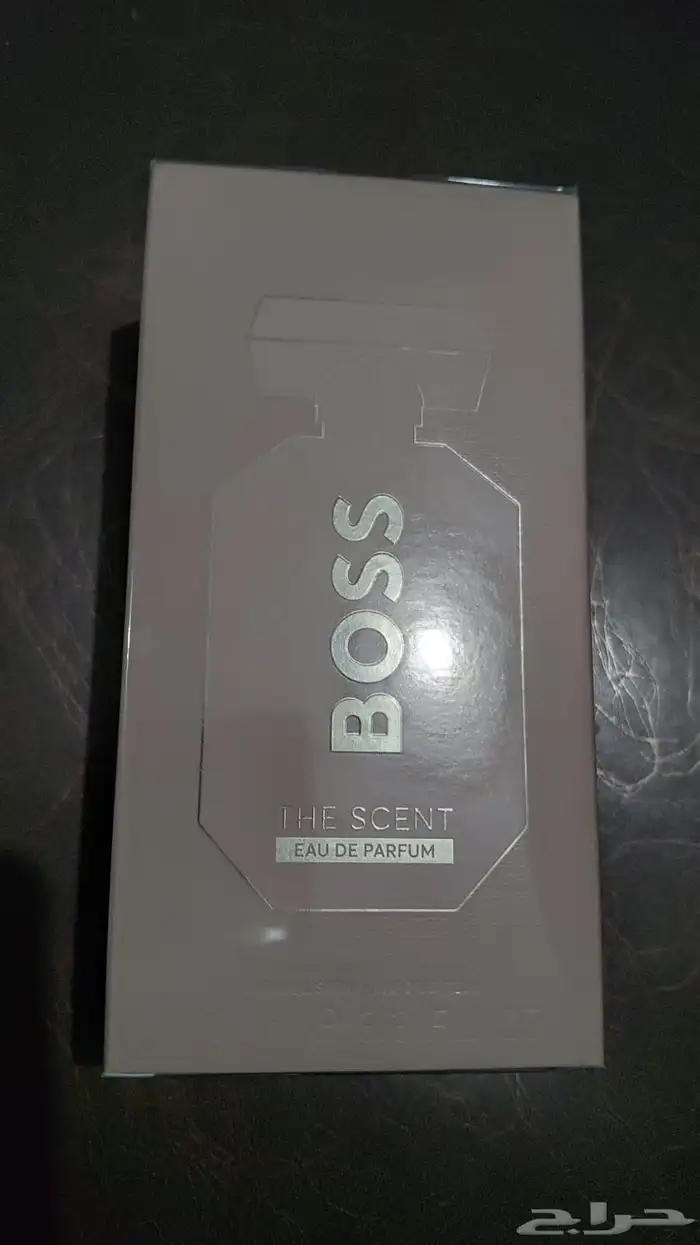 BOSS
THE SCENT
EAU DE PARFUM
حراج